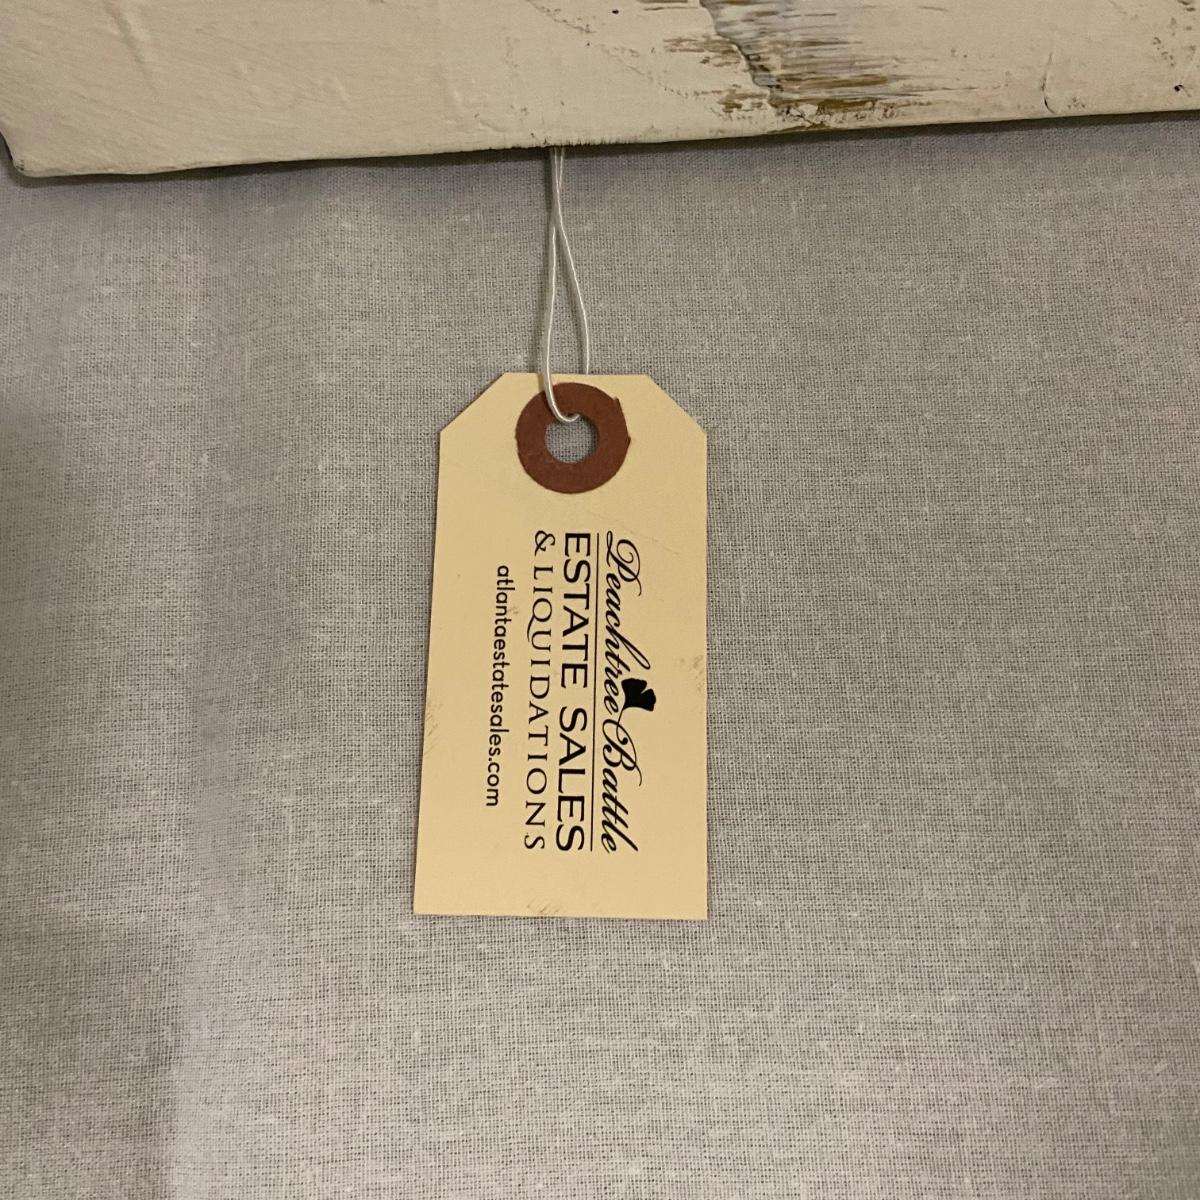 Peachtree Battle
ESTATE SALES
& LIQUIDATIONS
atlantaestatesales.com